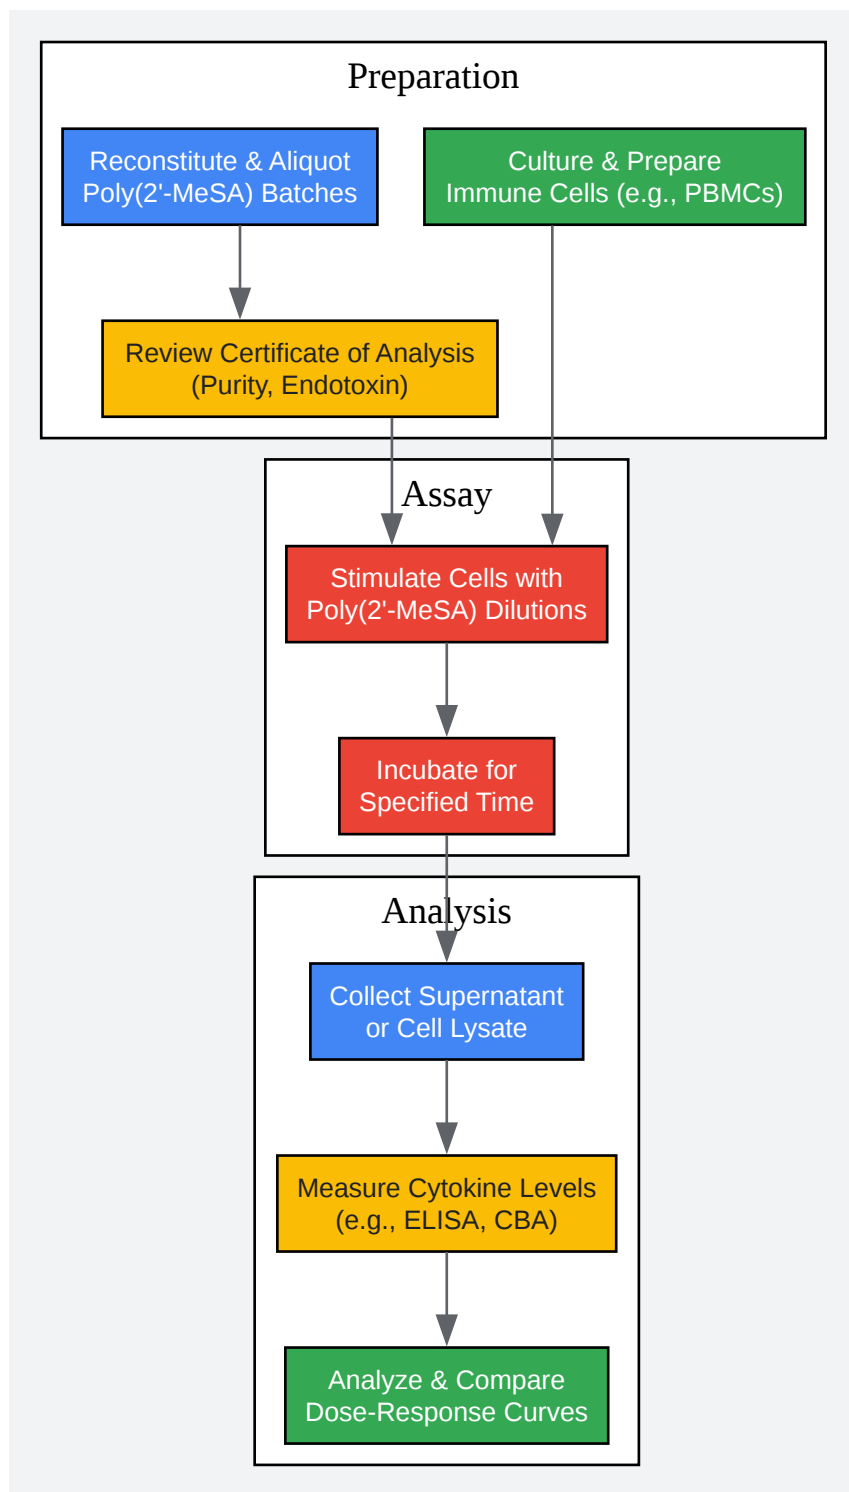 Preparation
Reconstitute & Aliquot
Poly(2'-MeSA) Batches
Culture & Prepare
Immune Cells (e.g., PBMCs)
Review Certificate of Analysis
(Purity, Endotoxin)
Assay
Stimulate Cells with
Poly(2'-MeSA) Dilutions
Incubate for
Specified Time
Analysis
Collect Supernatant
or Cell Lysate
Measure Cytokine Levels
(e.g., ELISA, CBA)
Analyze & Compare
Dose-Response Curves